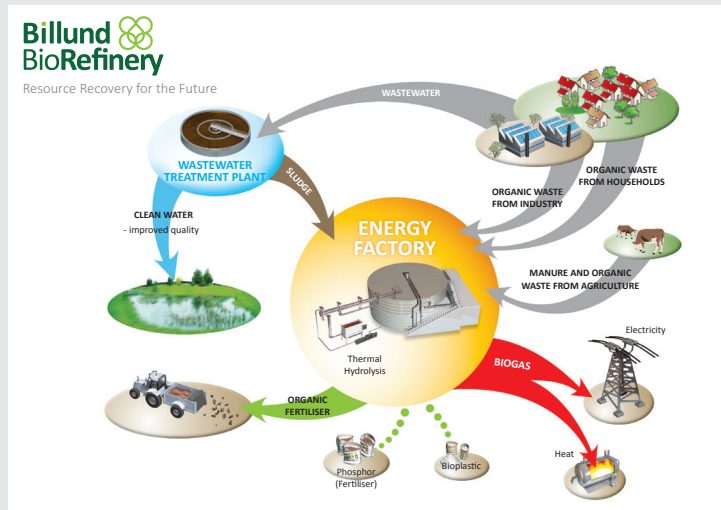 Billund
BioRefinery
Resource Recovery for the Future
WASTEWATER
WASTEWATER
TREATMENT PLANT
SLUDGE
ORGANIC WASTE
FROM HOUSEHOLDS
ORGANIC WASTE
FROM INDUSTRY
CLEAN WATER
- improved quality
ENERGY
FACTORY
MANURE AND ORGANIC
WASTE FROM AGRICULTURE
Thermal
Hydrolysis
Electricity
BIOGAS
ORGANIC
FERTILISER
Heat
Phosphor
(Fertiliser)
Bioplastic